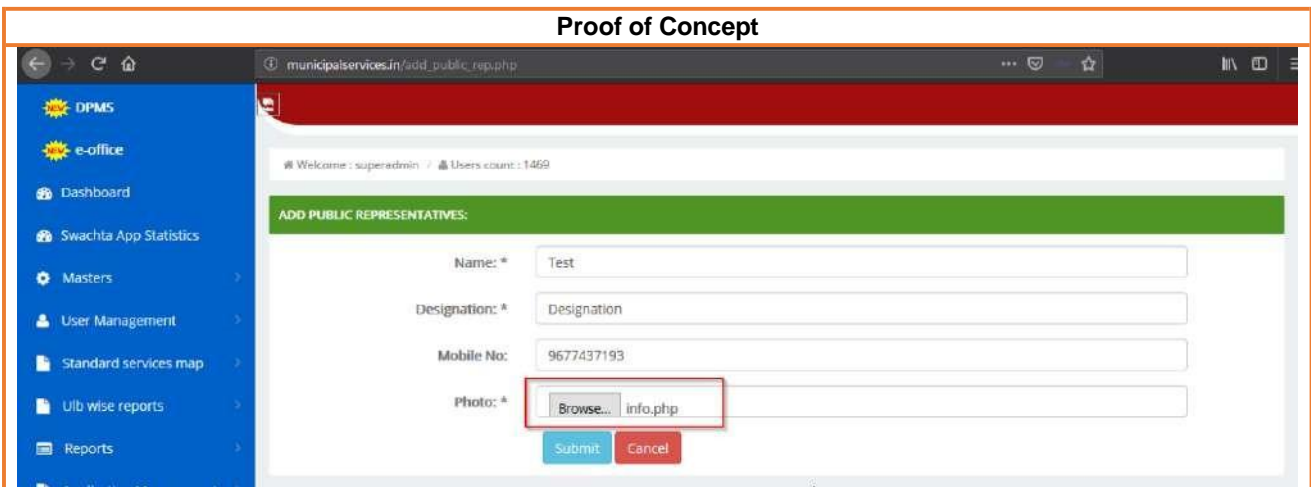 Proof of Concept
municipalservices.in/add_public_rep.php
NEW DPMS
NEW e-office
Welcome : superadmin / Users count : 1469
Dashboard
ADD PUBLIC REPRESENTATIVES:
Swachta App Statistics
Name: * Test
Masters
Designation: * Designation
User Management
Mobile No: 9677437193
Standard services map
Photo: * Browse... info.php
Ulb wise reports
Submit Cancel
Reports